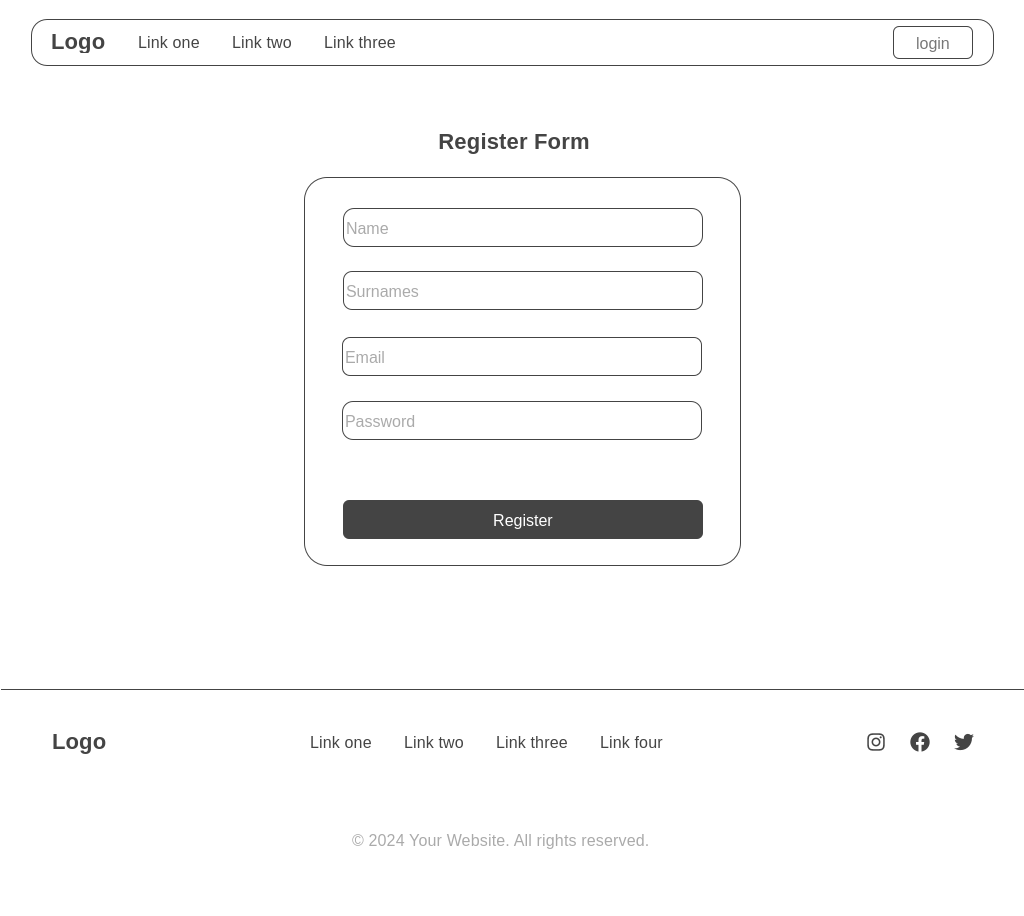 Logo Link one Link two Link three login
Register Form
Name
Surnames
Email
Password
Register
Logo Link one Link two Link three Link four
© 2024 Your Website. All rights reserved.